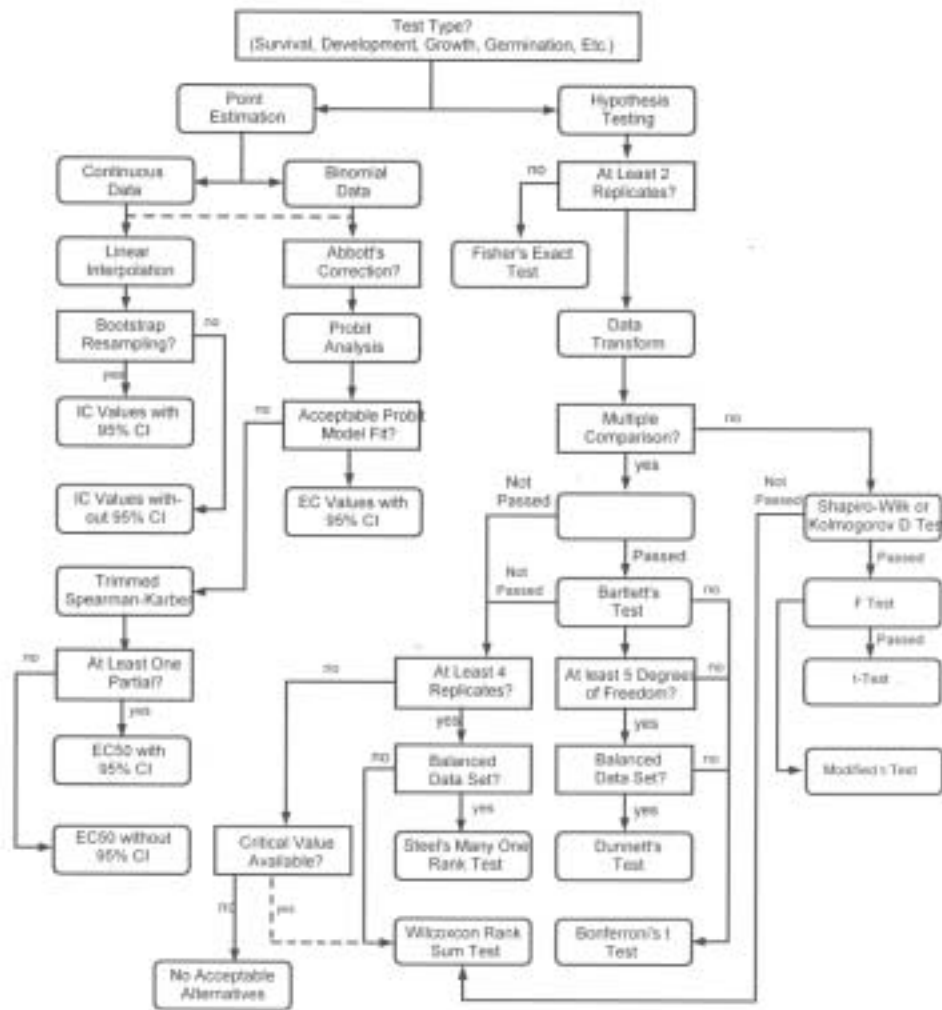 Test Type?
(Survival, Development, Growth, Germination, Etc.)
Point
Estimation
Hypothesis
Testing
Continuous
Data
Binomial
Data
no
At Least 2
Replicates?
Linear
Interpolation
Abbott's
Correction?
Fisher's Exact
Test
Bootstrap
Resampling?
no
Probit
Analysis
Data
Transform
yes
IC Values with
95% CI
no
Acceptable Probit
Model Fit?
Multiple
Comparison?
no
yes
IC Values with-
out 95% CI
EC Values with
95% CI
Not
Passed
Not
Passed
Shapiro-Wilk or
Kolmogorov D Test
Passed
Passed
Trimmed
Spearman-Karber
Not
Passed
Bartlett's
Test
no
F Test
Passed
no
At Least One
Partial?
no
At Least 4
Replicates?
At least 5 Degrees
of Freedom?
no
t-Test
yes
yes
yes
EC50 with
95% CI
no
Balanced
Data Set?
Balanced
Data Set?
no
Modified t Test
yes
yes
EC50 without
95% CI
Critical Value
Available?
Steel's Many One
Rank Test
Dunnett's
Test
no
yes
Wilcoxcon Rank
Sum Test
Bonferroni's t
Test
No Acceptable
Alternatives